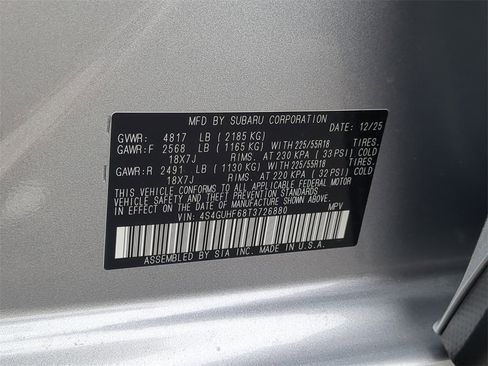 MFD BY SUBARU CORPORATION
DATE: 12/25
GVWR: 4817 LB (2185 KG)
GAWR:F 2568 LB (1165 KG) WITH 225/55R18 TIRES.
18X7J RIMS. AT 230 KPA ( 33 PSI) COLD
GAWR:R 2491 LB (1130 KG) WITH 225/55R18 TIRES.
18X7J RIMS. AT 220 KPA ( 32 PSI) COLD
THIS VEHICLE CONFORMS TO ALL APPLICABLE FEDERAL MOTOR
VEHICLE SAFETY AND THEFT PREVENTION STANDARDS IN
EFFECT ON THE DATE OF MANUFACTURE SHOWN ABOVE.
VIN: 4S4GUHF68T3726880 MPV
ASSEMBLED BY SIA INC. MADE IN U.S.A.